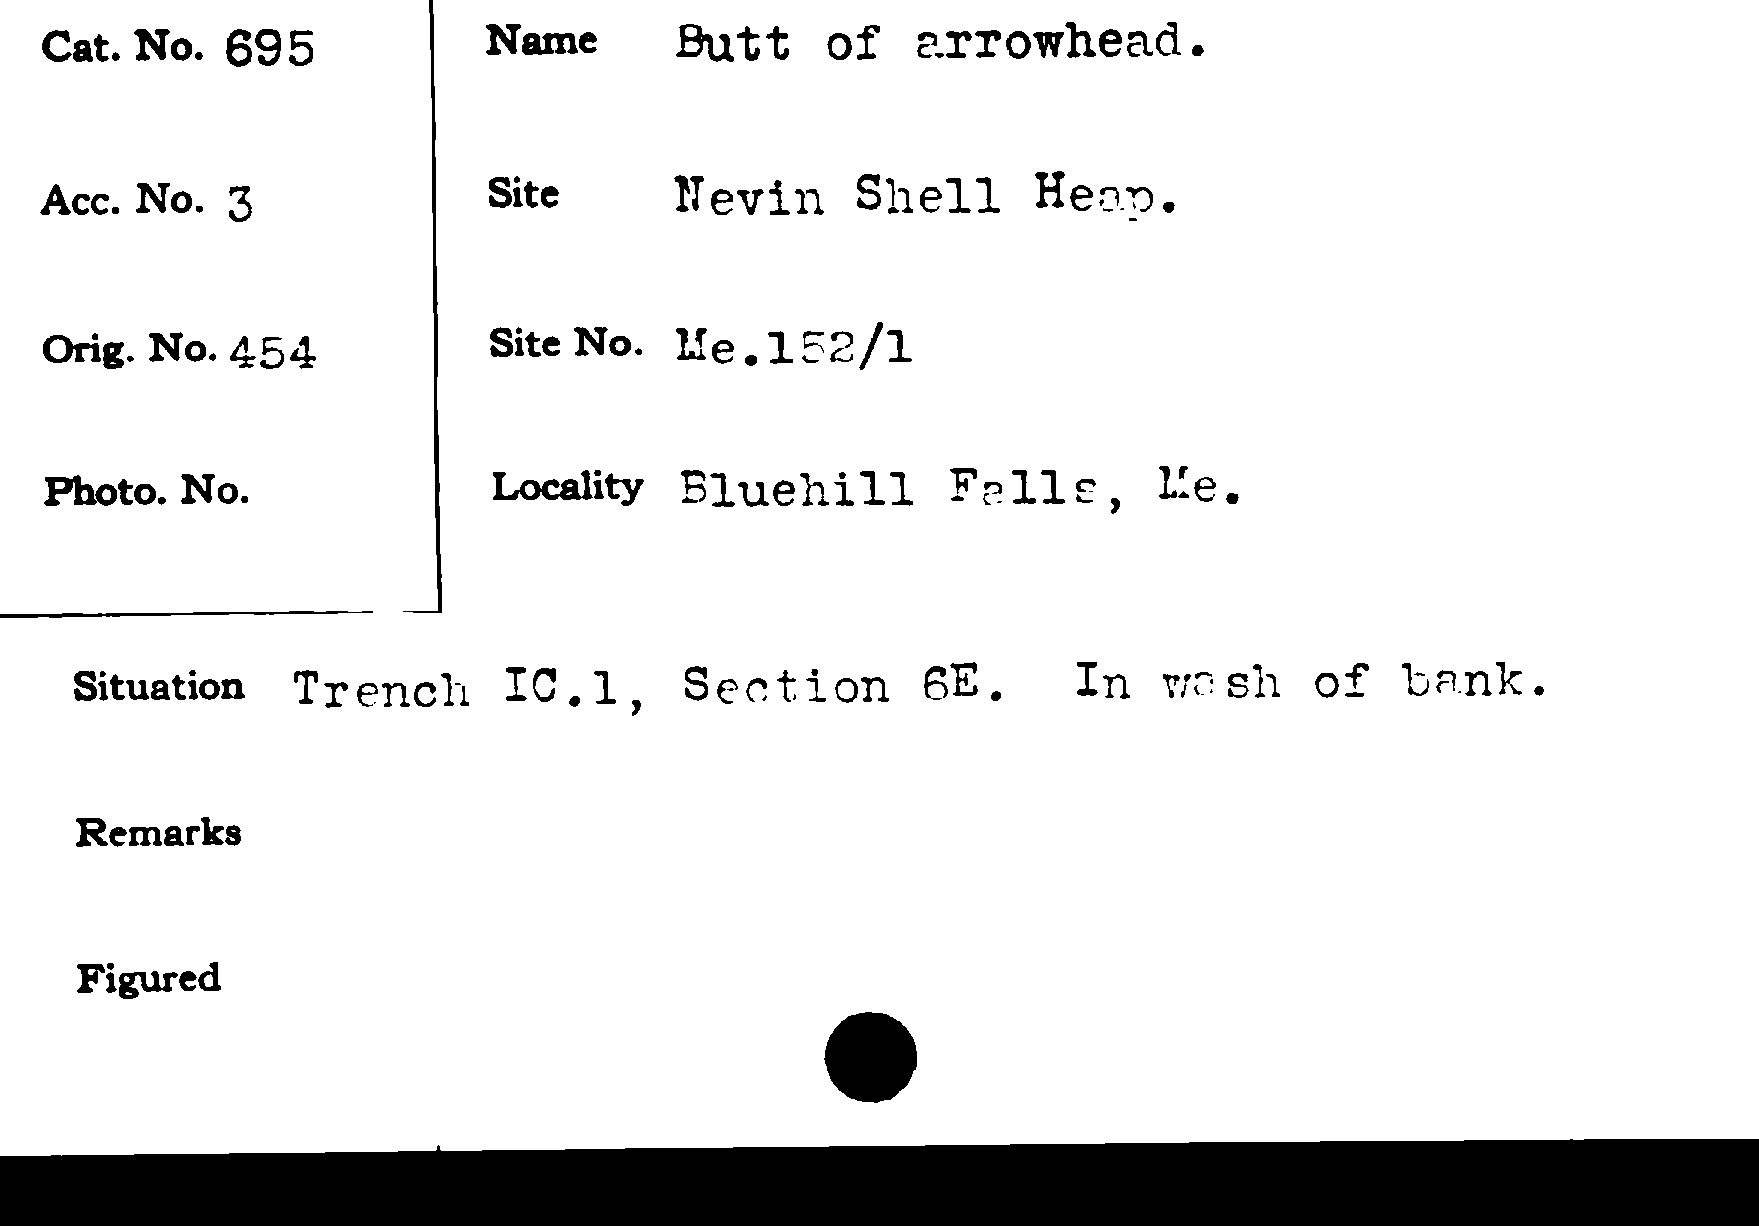 Cat. No. 695
Name Butt of arrowhead.
Acc. No. 3
Site Nevin Shell Heap.
Orig. No. 454
Site No. Me.152/1
Photo. No.
Locality Bluehill Falls, Me.
Situation Trench IC.1, Section 6E. In wash of bank.
Remarks
Figured